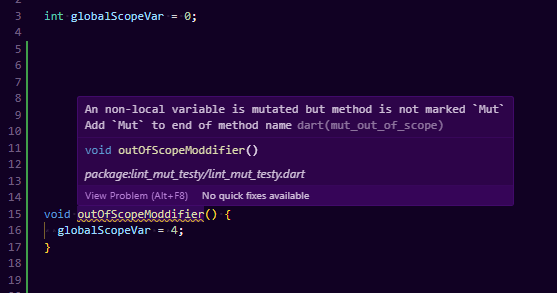 2
3 int globalScopeVar = 0;
4
5
6
7
8
9 An non-local variable is mutated but method is not marked `Mut`
10 Add `Mut` to end of method name dart(mut_out_of_scope)
11 void outOfScopeModdifier()
12 package:lint_mut_testy/lint_mut_testy.dart
13
14 View Problem (Alt+F8) No quick fixes available
15 void outOfScopeModdifier() {
16 globalScopeVar = 4;
17 }
18
19